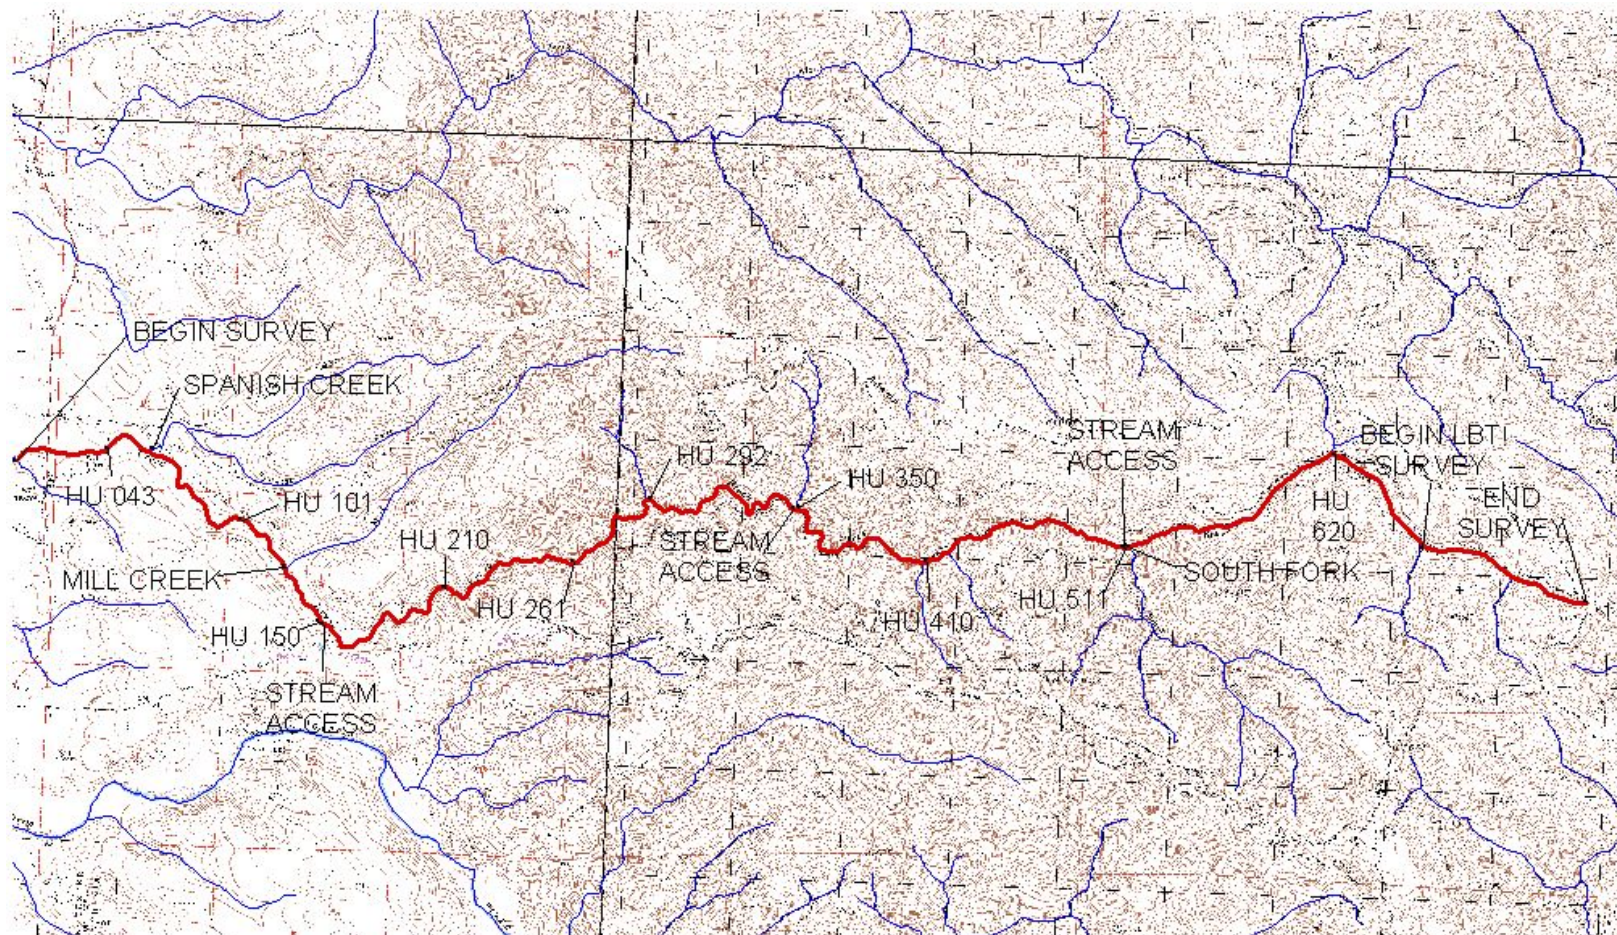 BEGIN SURVEY
SPANISH CREEK
HU 043
HU 101
MILL CREEK
HU 150
STREAM
ACCESS
HU 210
HU 261
HU 292
STREAM
ACCESS
HU 350
HU 410
STREAM
ACCESS
HU 511
SOUTH FORK
HU
620
BEGIN LBTI
SURVEY
END
SURVEY